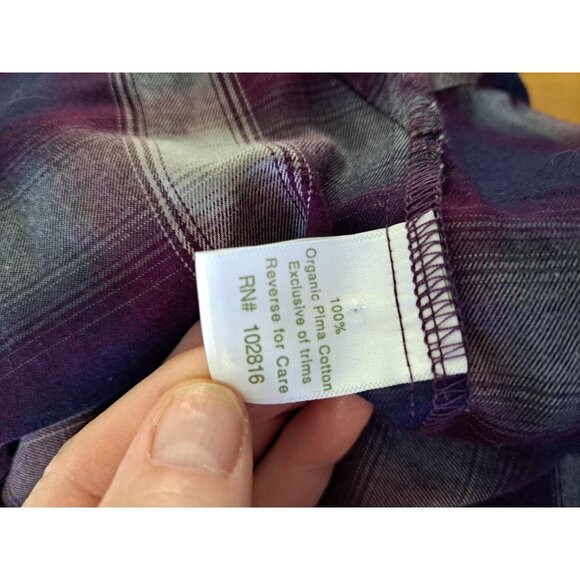 100%
Organic Pima Cotton
Exclusive of trims
Reverse for Care
RN# 102816